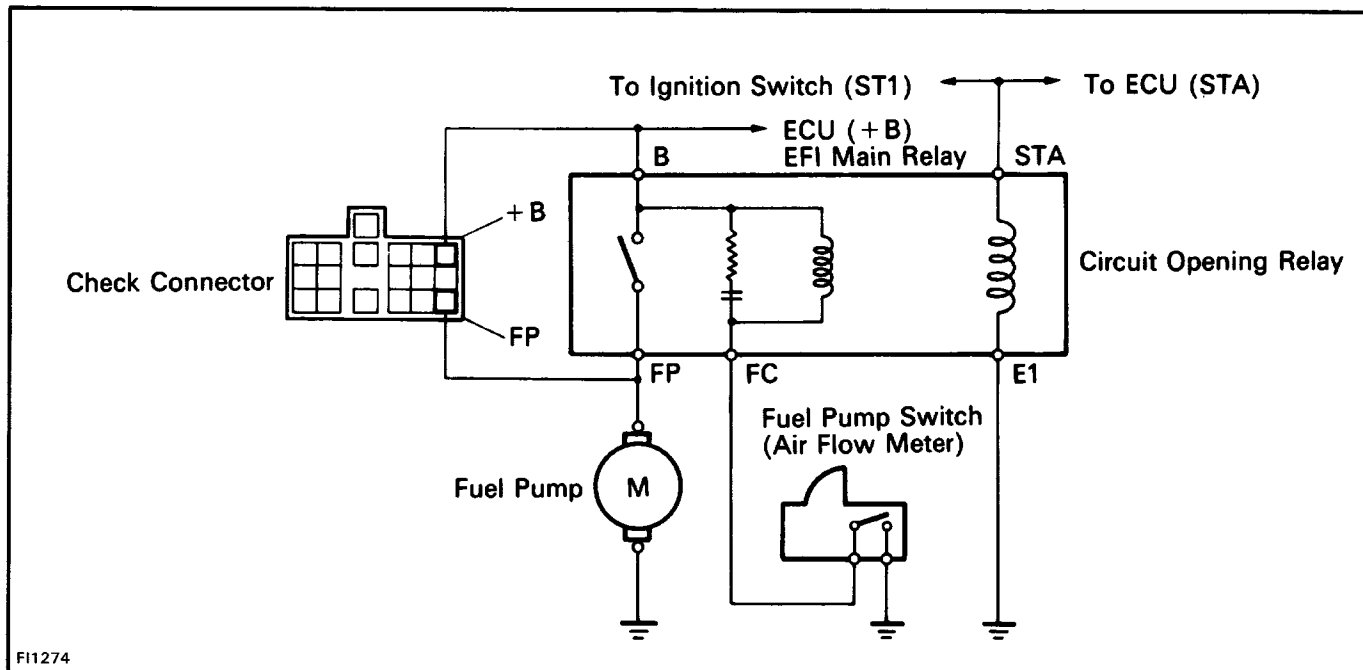 To Ignition Switch (ST1)
To ECU (STA)
ECU (+B)
EFI Main Relay
B
STA
+B
Check Connector
Circuit Opening Relay
FP
FP
FC
E1
Fuel Pump Switch
(Air Flow Meter)
Fuel Pump
M
FI1274